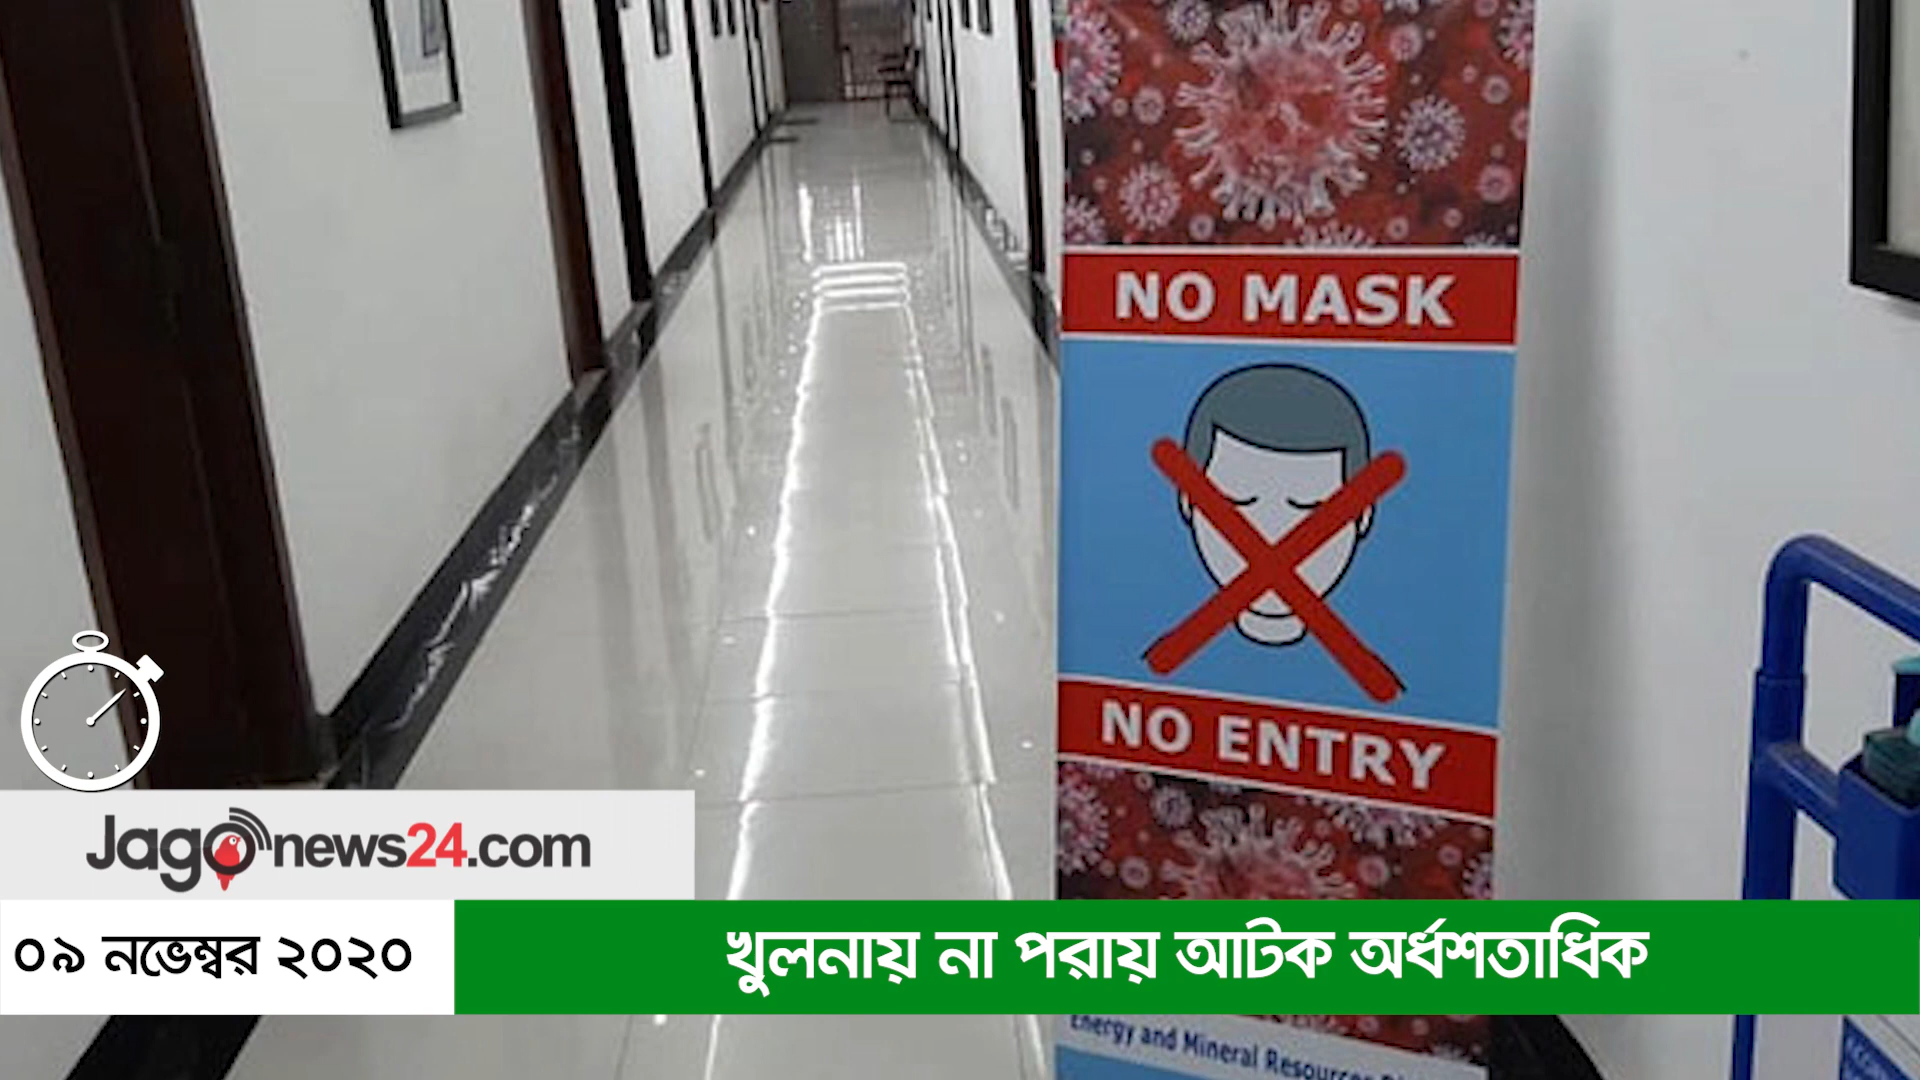 NO MASK
NO ENTRY
Jagonews24.com
০৯ নভেম্বর ২০২০
খুলনায় না পরায় আটক অর্ধশতাধিক
Energy and Mineral Resources